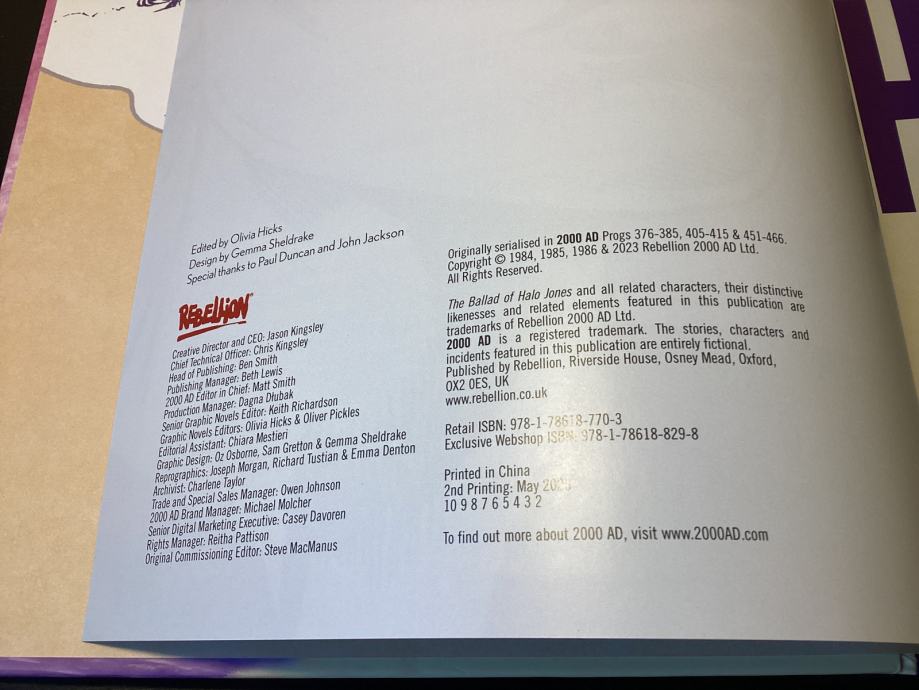 Edited by Olivia Hicks
Design by Gemma Sheldrake
Special thanks to Paul Duncan and John Jackson
REBELLION®
Creative Director and CEO: Jason Kingsley
Chief Technical Officer: Chris Kingsley
Head of Publishing: Ben Smith
Publishing Manager: Beth Lewis
2000 AD Editor in Chief: Matt Smith
Production Manager: Dagna Dłubak
Senior Graphic Novels Editor: Keith Richardson
Graphic Novels Editors: Olivia Hicks & Oliver Pickles
Editorial Assistant: Chiara Mestieri
Graphic Design: Oz Osborne, Sam Gretton & Gemma Sheldrake
Reprographics: Joseph Morgan, Richard Tustian & Emma Denton
Archivist: Charlene Taylor
Trade and Special Sales Manager: Owen Johnson
2000 AD Brand Manager: Michael Molcher
Senior Digital Marketing Executive: Casey Davoren
Rights Manager: Reitha Pattison
Original Commissioning Editor: Steve MacManus
Originally serialised in 2000 AD Progs 376-385, 405-415 & 451-466.
Copyright © 1984, 1985, 1986 & 2023 Rebellion 2000 AD Ltd.
All Rights Reserved.
The Ballad of Halo Jones and all related characters, their distinctive
likenesses and related elements featured in this publication are
trademarks of Rebellion 2000 AD Ltd.
2000 AD is a registered trademark. The stories, characters and
incidents featured in this publication are entirely fictional.
Published by Rebellion, Riverside House, Osney Mead, Oxford,
OX2 0ES, UK
www.rebellion.co.uk
Retail ISBN: 978-1-78618-770-3
Exclusive Webshop ISBN: 978-1-78618-829-8
Printed in China
2nd Printing: May
10 9 8 7 6 5 4 3 2
To find out more about 2000 AD, visit www.2000AD.com